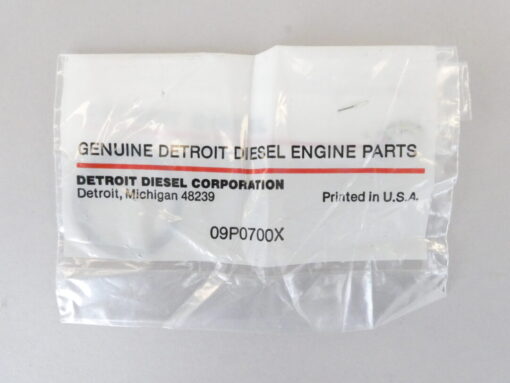 GENUINE DETROIT DIESEL ENGINE PARTS
DETROIT DIESEL CORPORATION
Detroit, Michigan 48239 Printed in U.S.A.
09P0700X